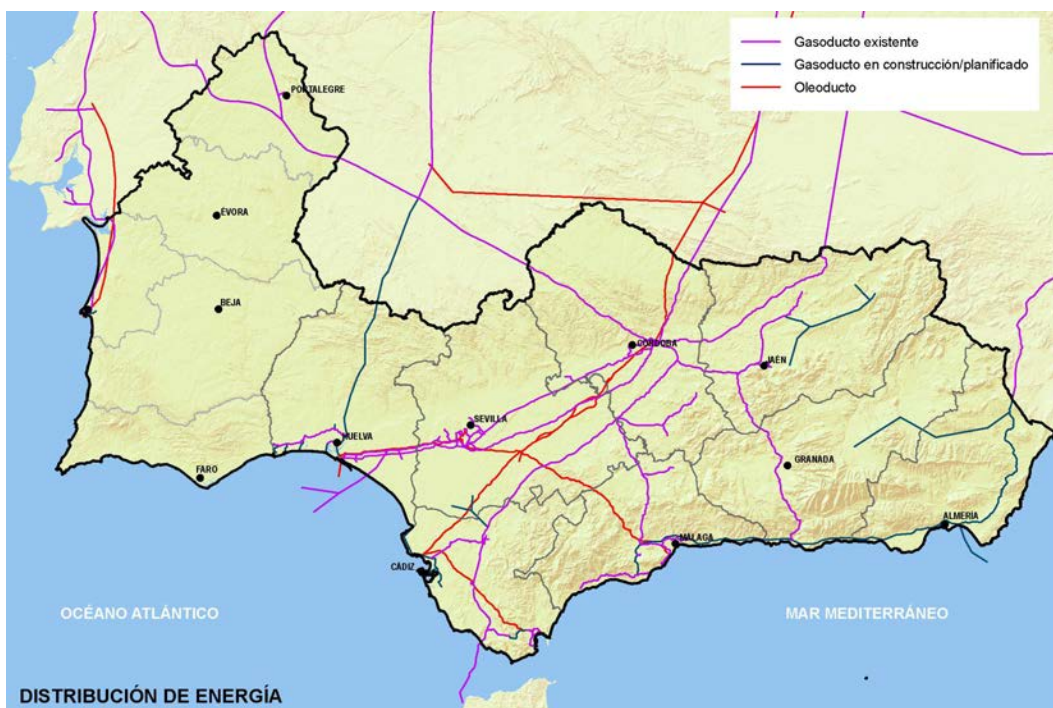 Gasoducto existente
Gasoducto en construcción/planificado
Oleoducto
PORTALEGRE
ÉVORA
BEJA
CÓRDOBA
JAÉN
SEVILLA
HUELVA
GRANADA
FARO
ALMERÍA
MÁLAGA
CÁDIZ
OCÉANO ATLÁNTICO
MAR MEDITERRÁNEO
DISTRIBUCIÓN DE ENERGÍA